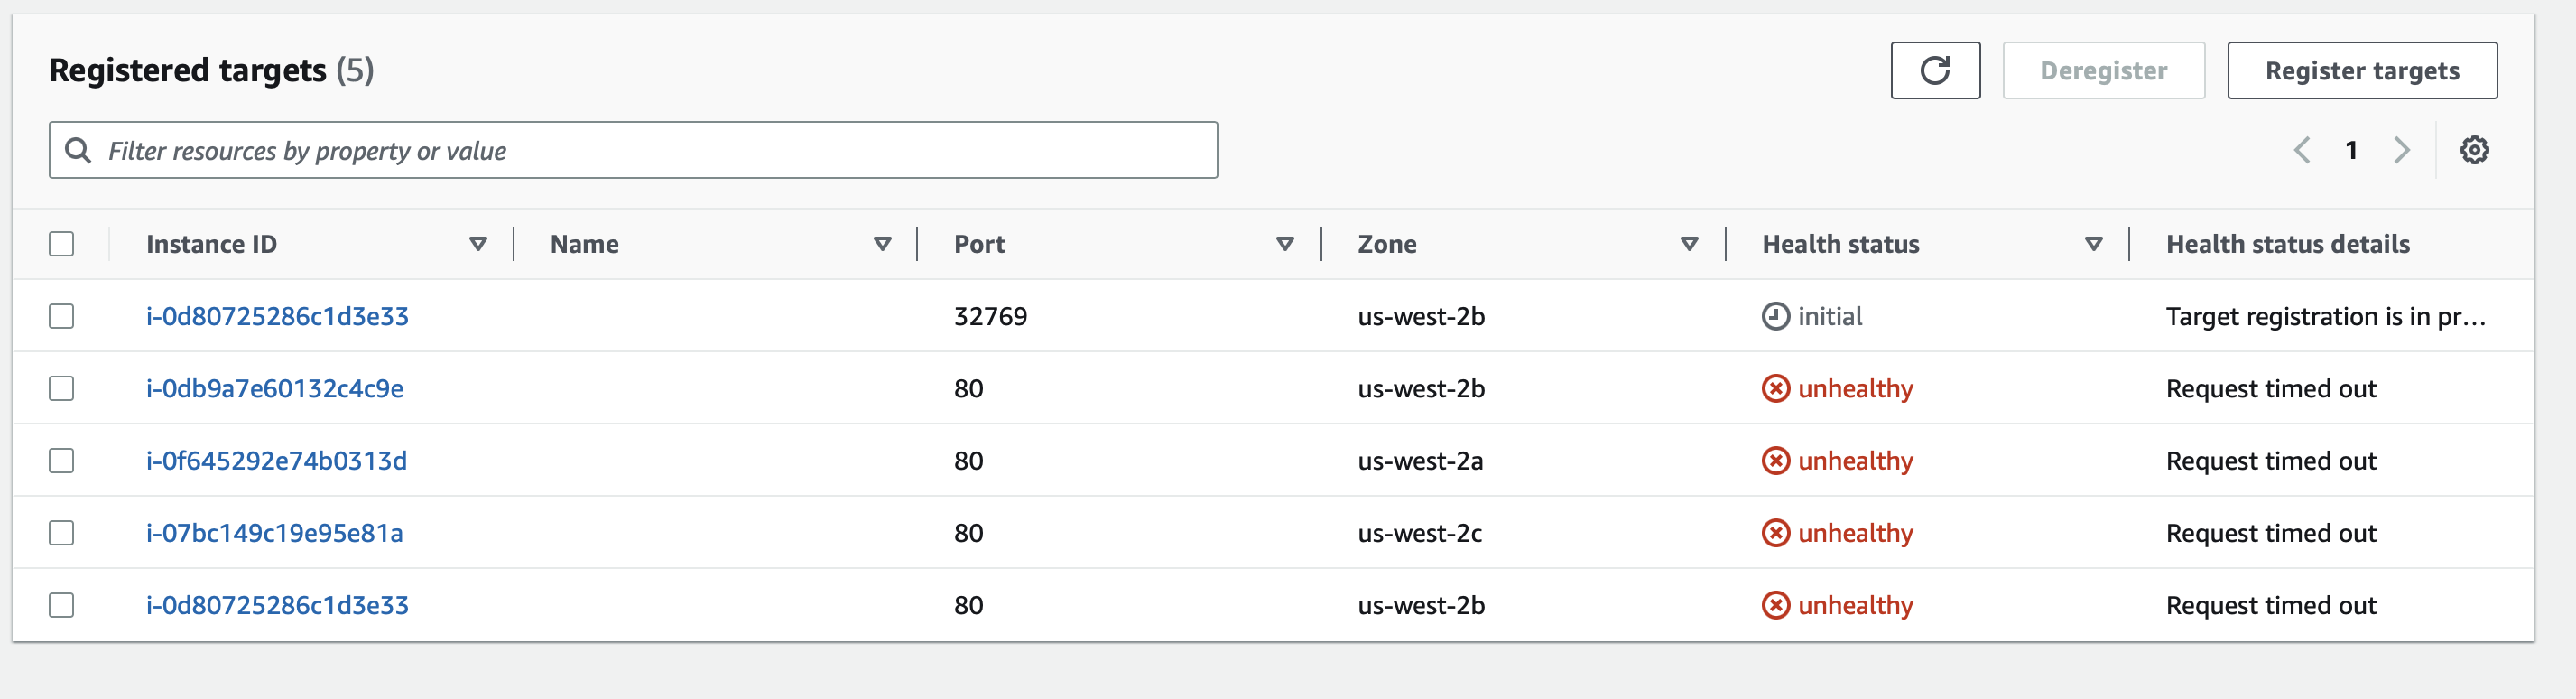 Registered targets (5)
Deregister
Register targets
Filter resources by property or value
1
Instance ID Name Port Zone Health status Health status details
i-0d80725286c1d3e33 32769 us-west-2b initial Target registration is in pr...
i-0db9a7e60132c4c9e 80 us-west-2b unhealthy Request timed out
i-0f645292e74b0313d 80 us-west-2a unhealthy Request timed out
i-07bc149c19e95e81a 80 us-west-2c unhealthy Request timed out
i-0d80725286c1d3e33 80 us-west-2b unhealthy Request timed out